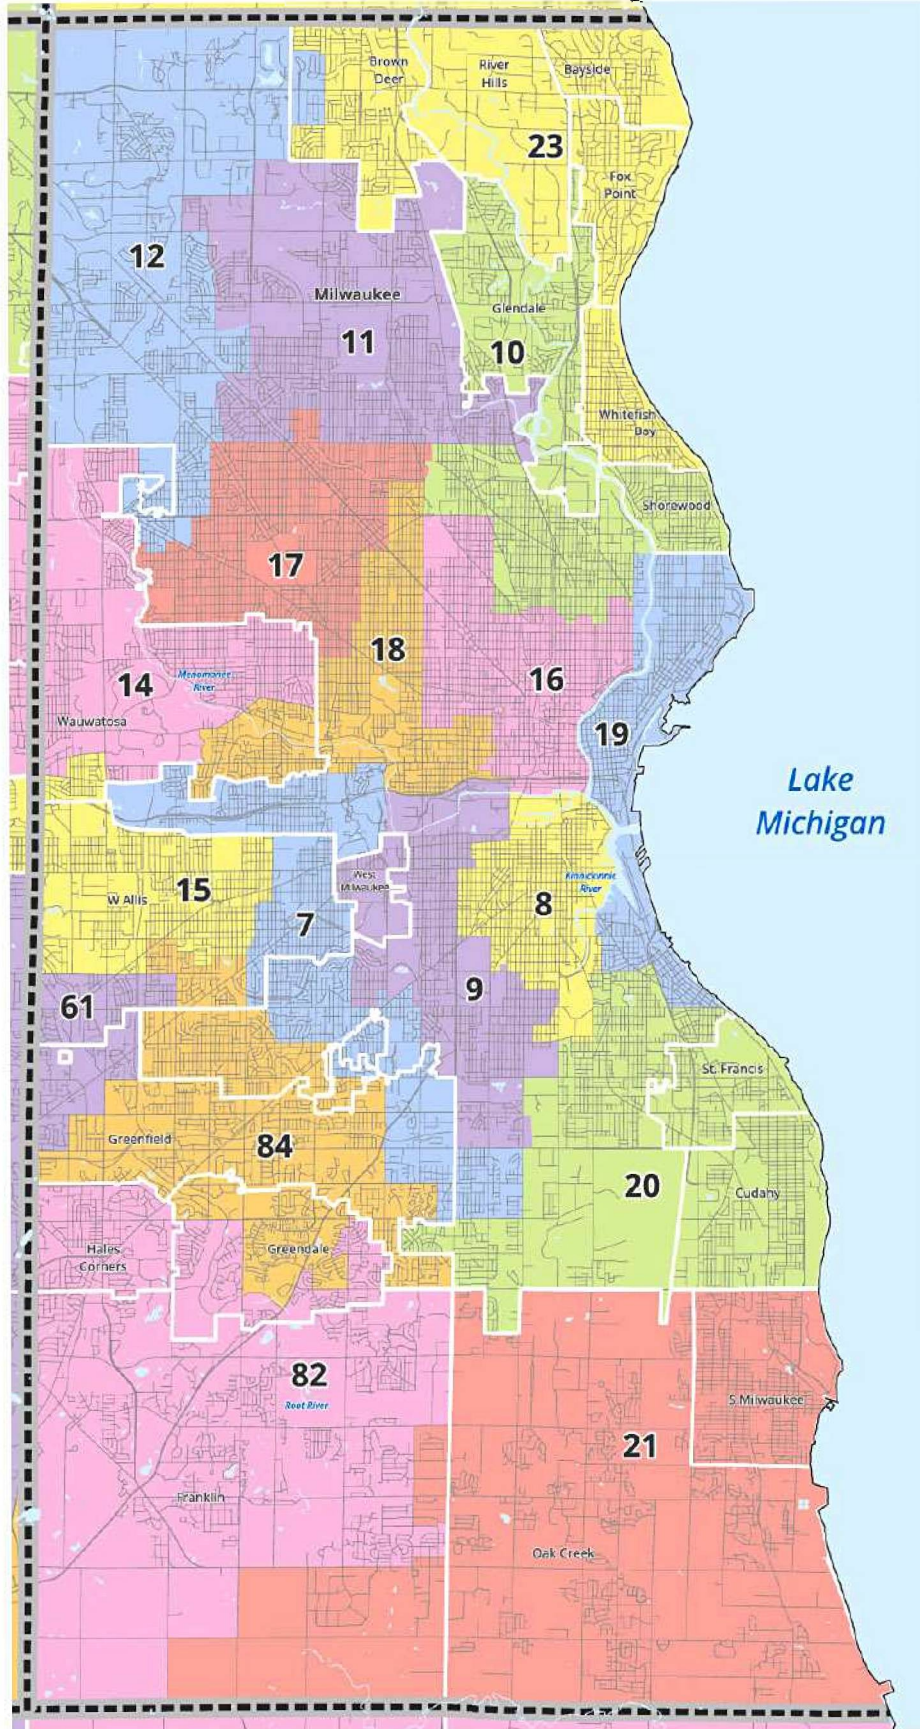 Brown
Deer
River
Hills
Bayside
23
Fox
Point
12
Milwaukee
11
Glendale
10
Whitefish
Bay
Shorewood
17
18
14
Menomonee
River
16
Wauwatosa
19
Lake
Michigan
West
Milwaukee
W Allis
15
7
8
Kinnickinnic
River
9
61
St. Francis
Greenfield
84
20
Cudahy
Hales
Corners
Greendale
82
Root River
S Milwaukee
21
Franklin
Oak Creek